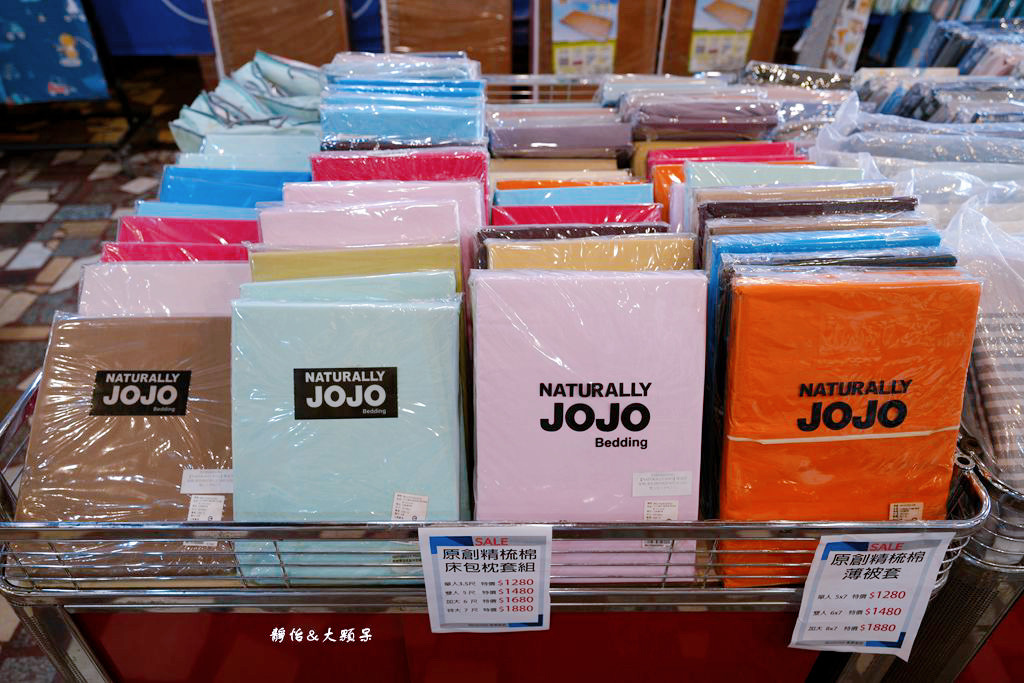 NATURALLY
JOJO
Bedding
NATURALLY
JOJO
Bedding
NATURALLY
JOJO
Bedding
NATURALLY
JOJO
SALE
原創精梳棉
床包枕套組
單人3.5尺 特價 $1280
雙人 5 尺 特價 $1480
加大 6 尺 特價 $1680
特大 7 尺 特價 $1880
SALE
原創精梳棉
薄被套
單人 5x7 特價 $1280
雙人 6x7 特價 $1480
加大 8x7 特價 $1880
靜怡&大顆呆